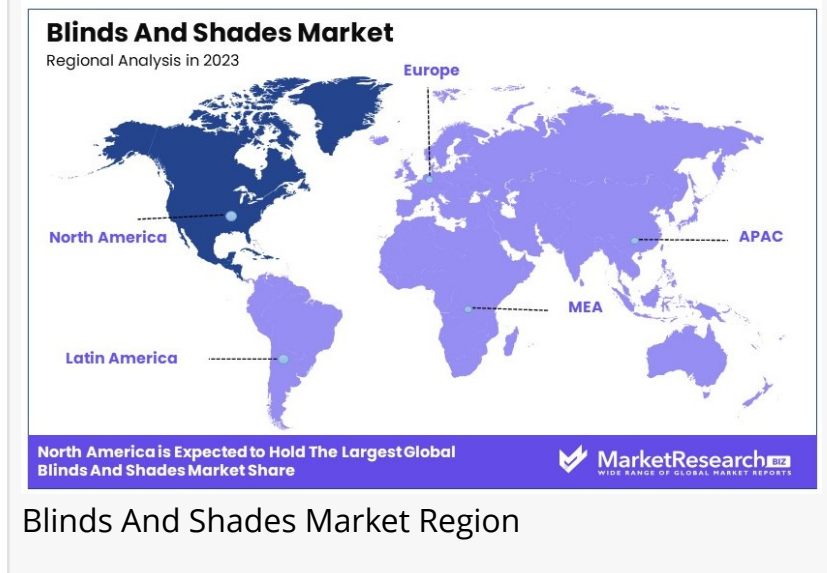 Blinds And Shades Market
Regional Analysis in 2023
Europe
North America
APAC
MEA
Latin America
North America is Expected to Hold The Largest Global
Blinds And Shades Market Share
MarketResearch BIZ
WIDE RANGE OF GLOBAL MARKET REPORTS
Blinds And Shades Market Region